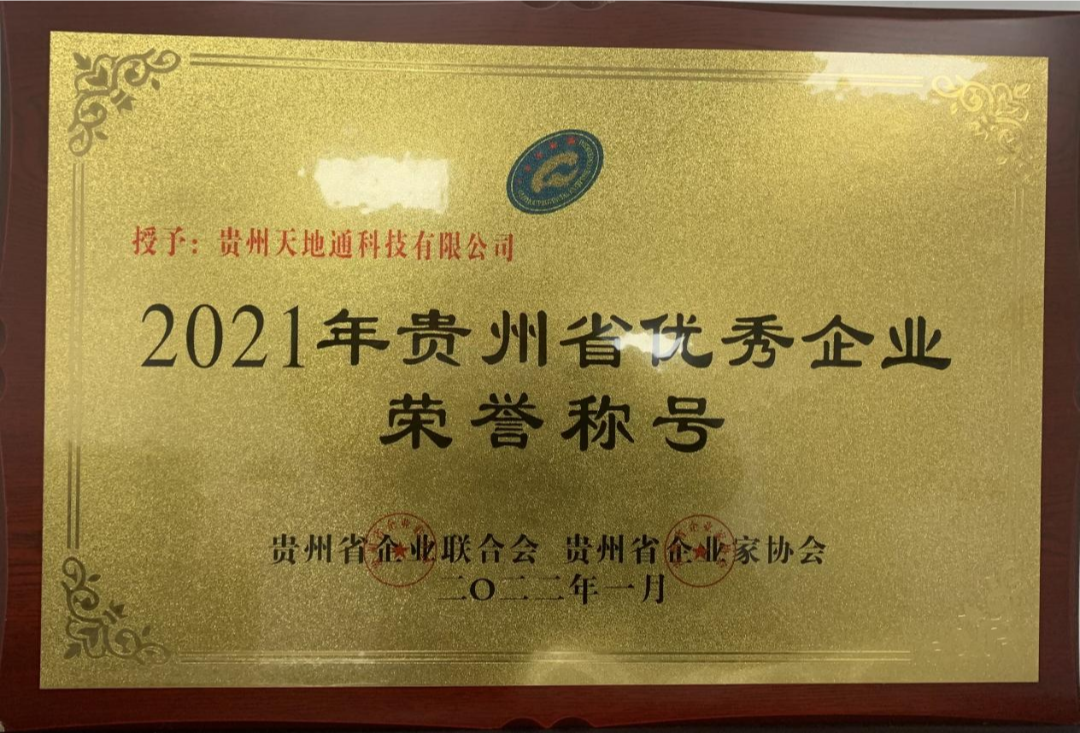 授予：贵州天地通科技有限公司
2021年贵州省优秀企业
荣誉称号
贵州省企业联合会 贵州省企业家协会
二〇二二年一月